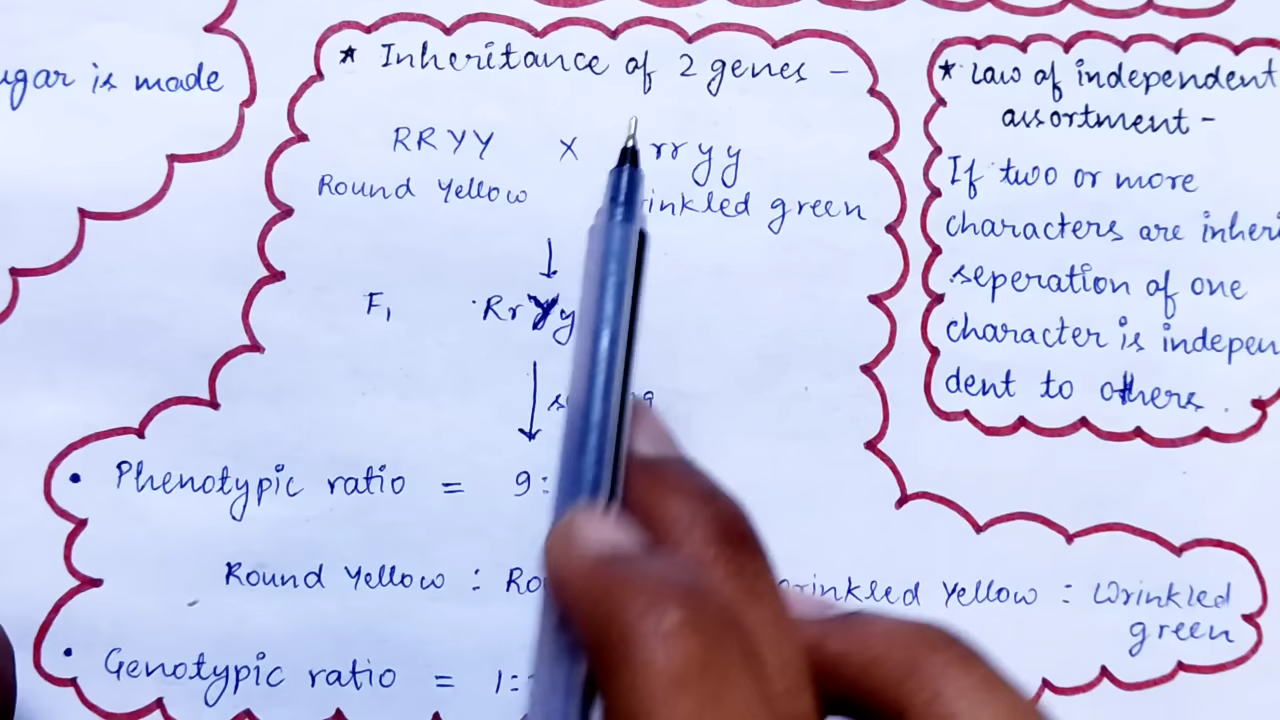 ugar is made
* Inheritance of 2 genes -
RRYY x rryy
Round Yellow inkled green
↓
F1 RrYy
↓
• Phenotypic ratio = 9:
Round Yellow : Ro rinkled Yellow : Wrinkled
green
• Genotypic ratio = 1:
* Law of independent
assortment -
If two or more
characters are inheri
seperation of one
character is indepen
dent to others.